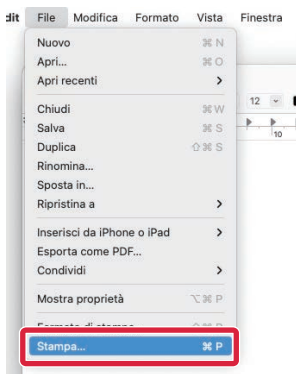 dit File Modifica Formato Vista Finestra
Nuovo ⌘ N
Apri... ⌘ O
Apri recenti >
12
Chiudi ⌘ W
Salva ⌘ S
10
Duplica ⇧ ⌘ S
Rinomina...
Sposta in...
Ripristina a >
Inserisci da iPhone o iPad >
Esporta come PDF...
Condividi >
Mostra proprietà ⌥ ⌘ P
Stampa... ⌘ P